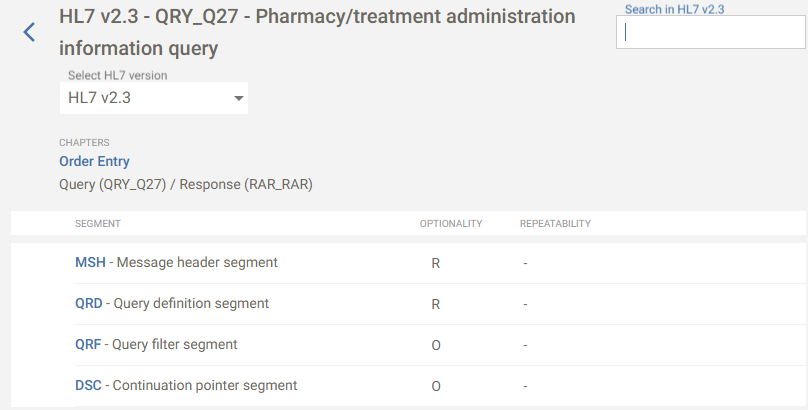 HL7 v2.3 - QRY_Q27 - Pharmacy/treatment administration
information query
Search in HL7 v2.3
Select HL7 version
HL7 v2.3
CHAPTERS
Order Entry
Query (QRY_Q27) / Response (RAR_RAR)
SEGMENT OPTIONALITY REPEATABILITY
MSH - Message header segment R -
QRD - Query definition segment R -
QRF - Query filter segment O -
DSC - Continuation pointer segment O -